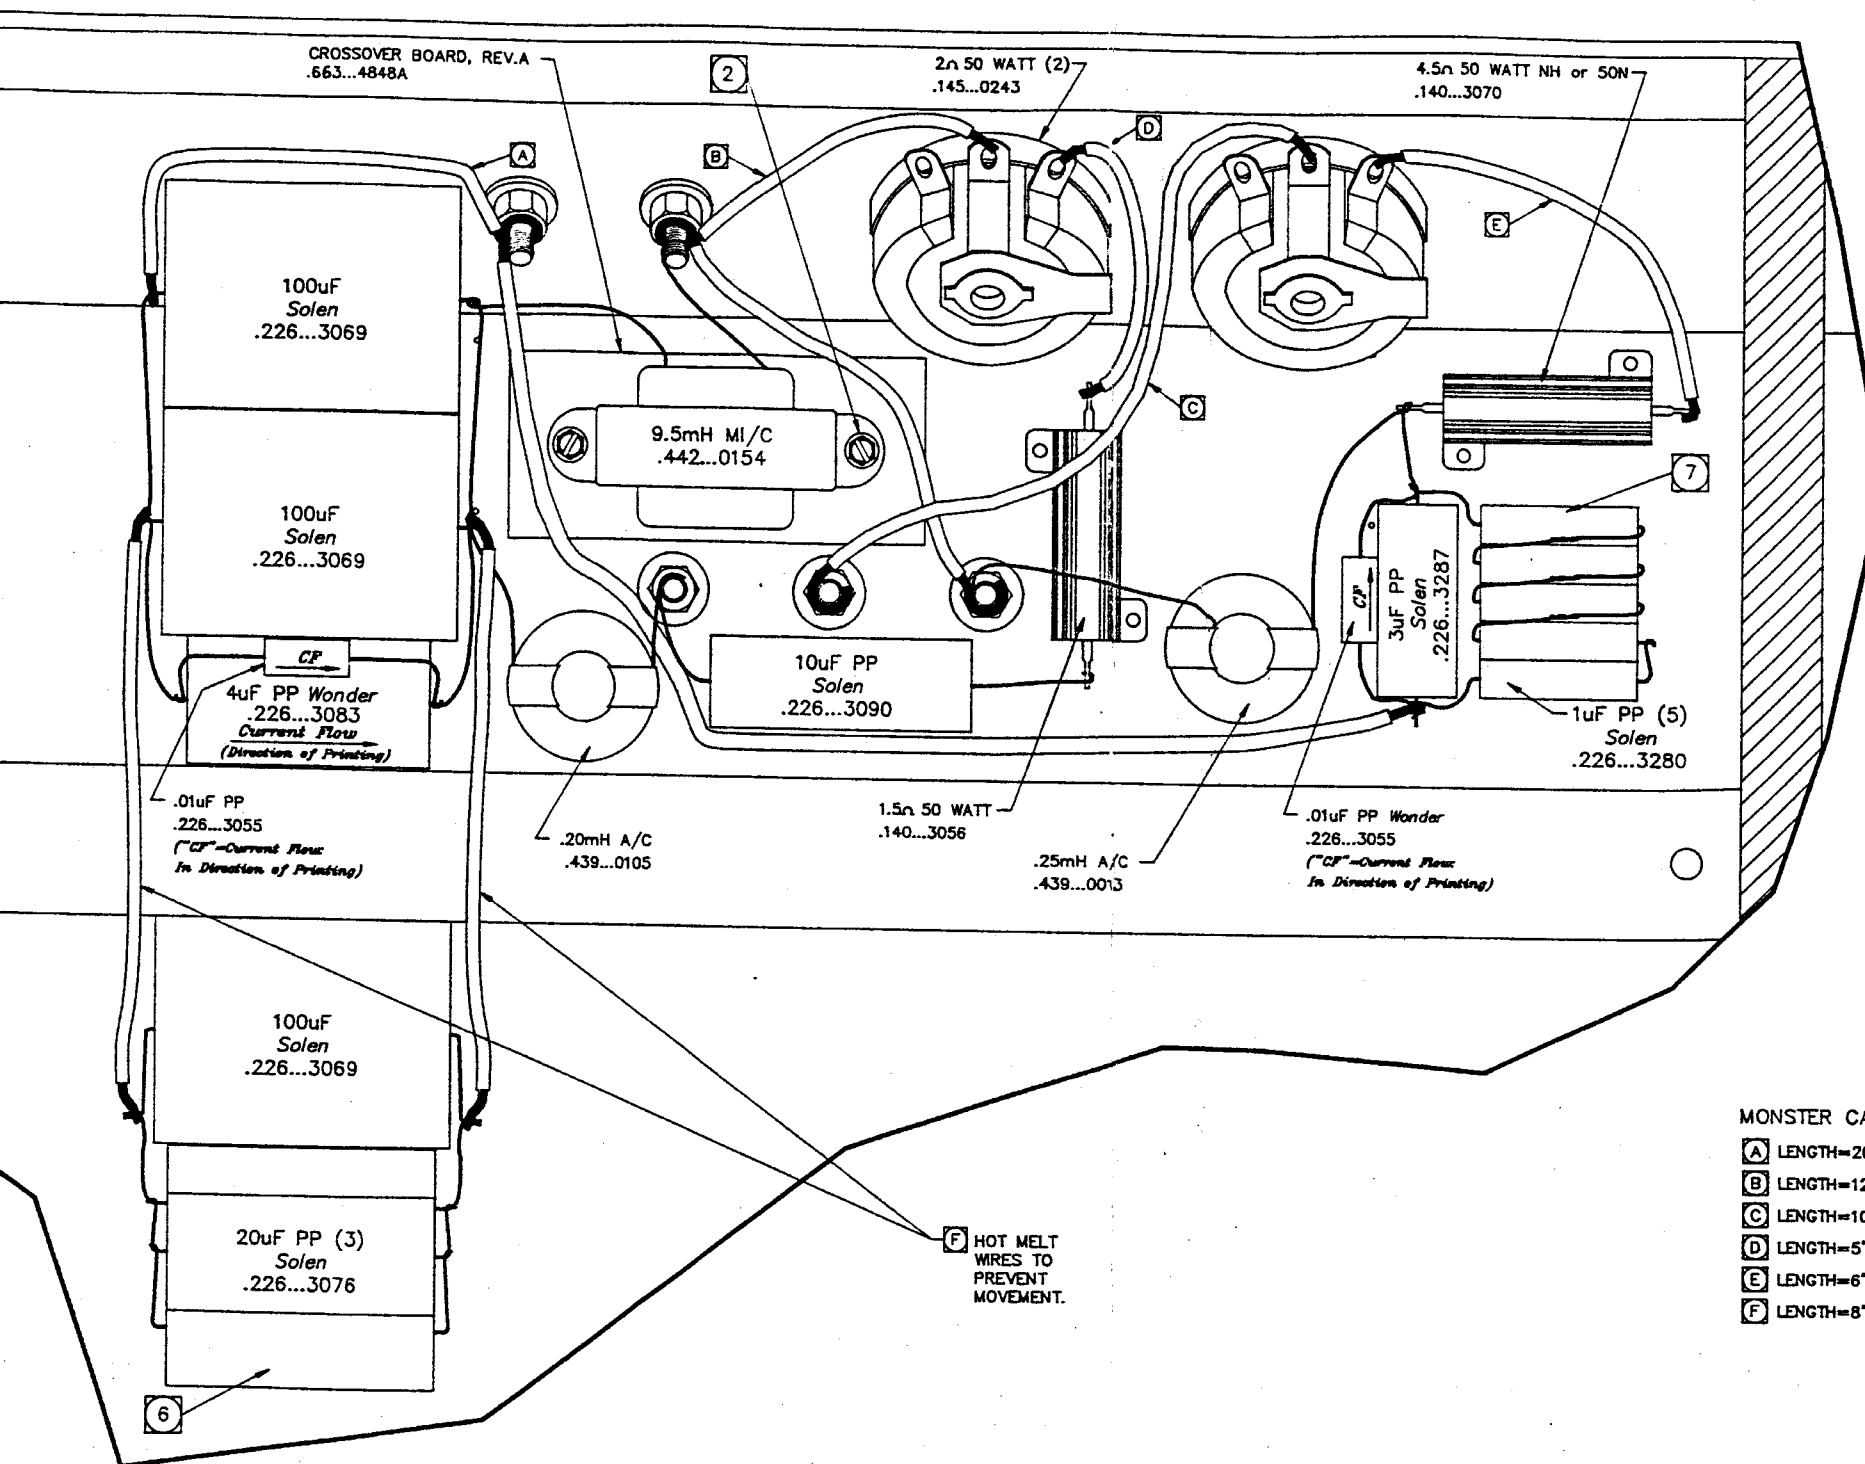 CROSSOVER BOARD, REV.A
.663...4848A
2
2Ω 50 WATT (2)
.145...0243
4.5Ω 50 WATT NH or 50N
.140...3070
A
B
D
E
100uF
Solen
.226...3069
9.5mH MI/C
.442...0154
C
7
100uF
Solen
.226...3069
CF
4uF PP Wonder
.226...3083
Current Flow
(Direction of Printing)
10uF PP
Solen
.226...3090
CF
3uF PP
Solen
.226...3287
1uF PP (5)
Solen
.226...3280
.01uF PP
.226...3055
("CF"=Current Flow
In Direction of Printing)
.20mH A/C
.439...0105
1.5Ω 50 WATT
.140...3056
.25mH A/C
.439...0013
.01uF PP Wonder
.226...3055
("CF"=Current Flow
In Direction of Printing)
100uF
Solen
.226...3069
20uF PP (3)
Solen
.226...3076
6
F HOT MELT
WIRES TO
PREVENT
MOVEMENT.
MONSTER CA
A LENGTH=20
B LENGTH=12
C LENGTH=10
D LENGTH=5"
E LENGTH=6"
F LENGTH=8"